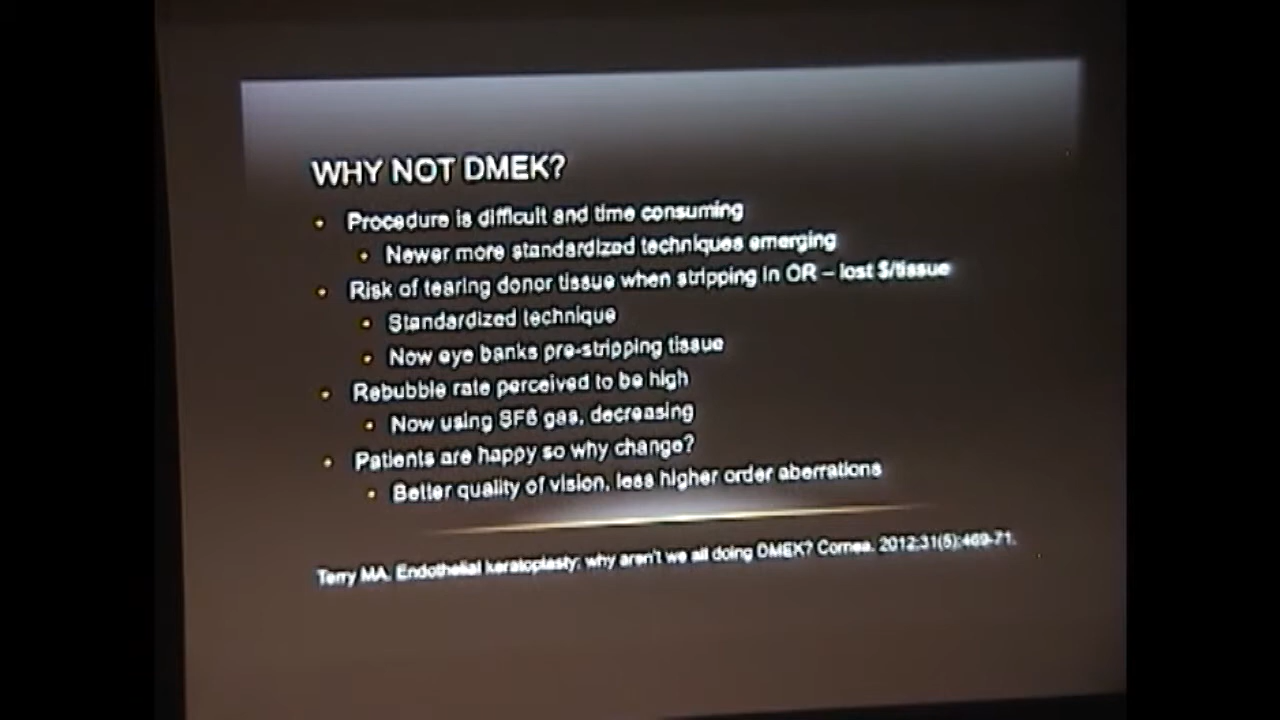 WHY NOT DMEK?
• Procedure is difficult and time consuming
• Newer more standardized techniques emerging
• Risk of tearing donor tissue when stripping in OR – lost $/tissue
• Standardized technique
• Now eye banks pre-stripping tissue
• Rebubble rate perceived to be high
• Now using SF6 gas, decreasing
• Patients are happy so why change?
• Better quality of vision, less higher order aberrations
Terry MA. Endothelial keratoplasty: why aren't we all doing DMEK? Cornea. 2012;31(5):469-71.